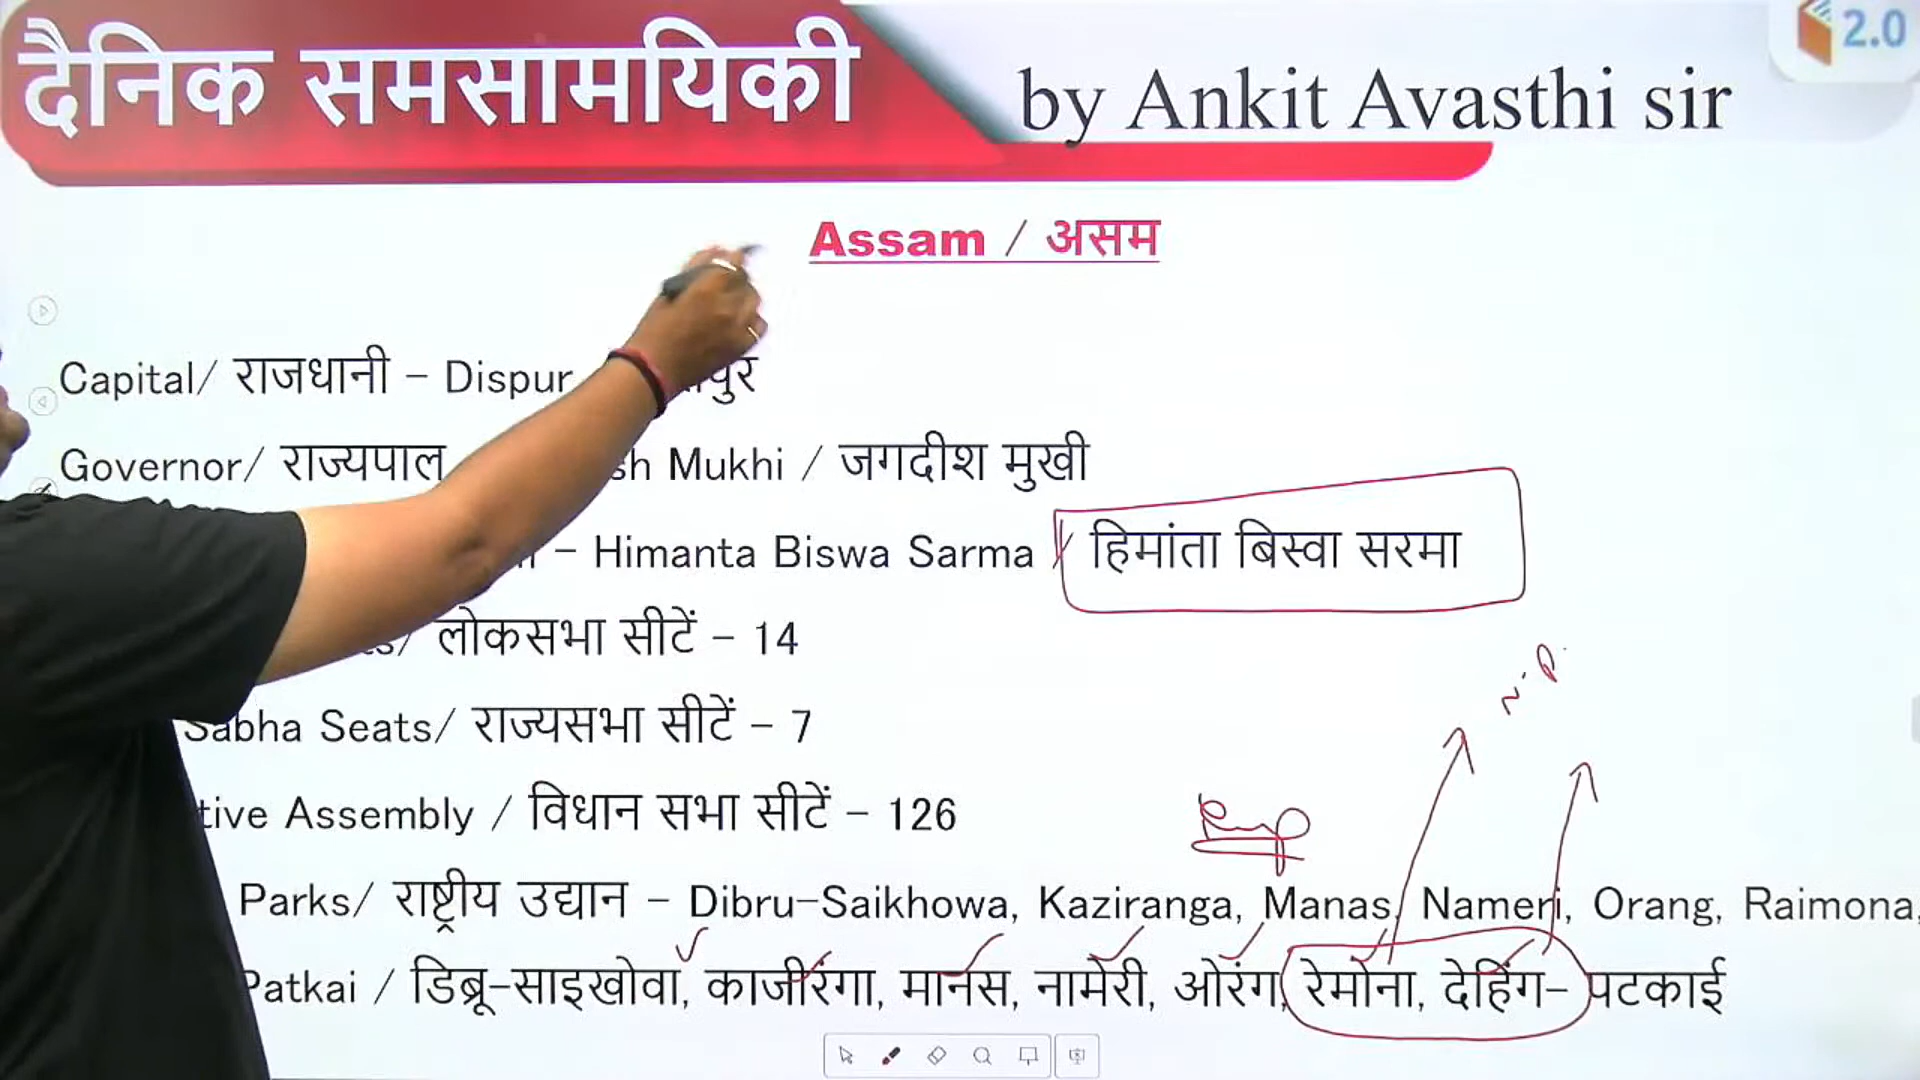 दैनिक समसामयिकी by Ankit Avasthi sir
2.0
Assam / असम
Capital/ राजधानी - Dispur
Governor/ राज्यपाल Mukhi / जगदीश मुखी
- Himanta Biswa Sarma / हिमांता बिस्वा सरमा
लोकसभा सीटें - 14
Sabha Seats/ राज्यसभा सीटें - 7
Assembly / विधान सभा सीटें - 126
N.P.
Parks/ राष्ट्रीय उद्यान - Dibru-Saikhowa, Kaziranga, Manas, Nameri, Orang, Raimona,
Patkai / डिब्रू-साइखोवा, काजीरंगा, मानस, नामेरी, ओरंग, रेमोना, देहिंग- पटकाई